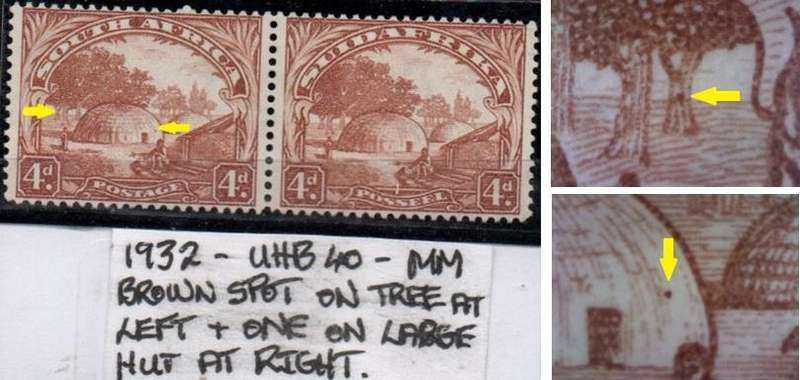 SOUTH AFRICA
4d. POSTAGE 4d.
SUIDAFRIKA
4d. POSSEEL 4d.
1932 - UHB 40 - MM
BROWN SPOT ON TREE AT
LEFT + ONE ON LARGE
HUT AT RIGHT.